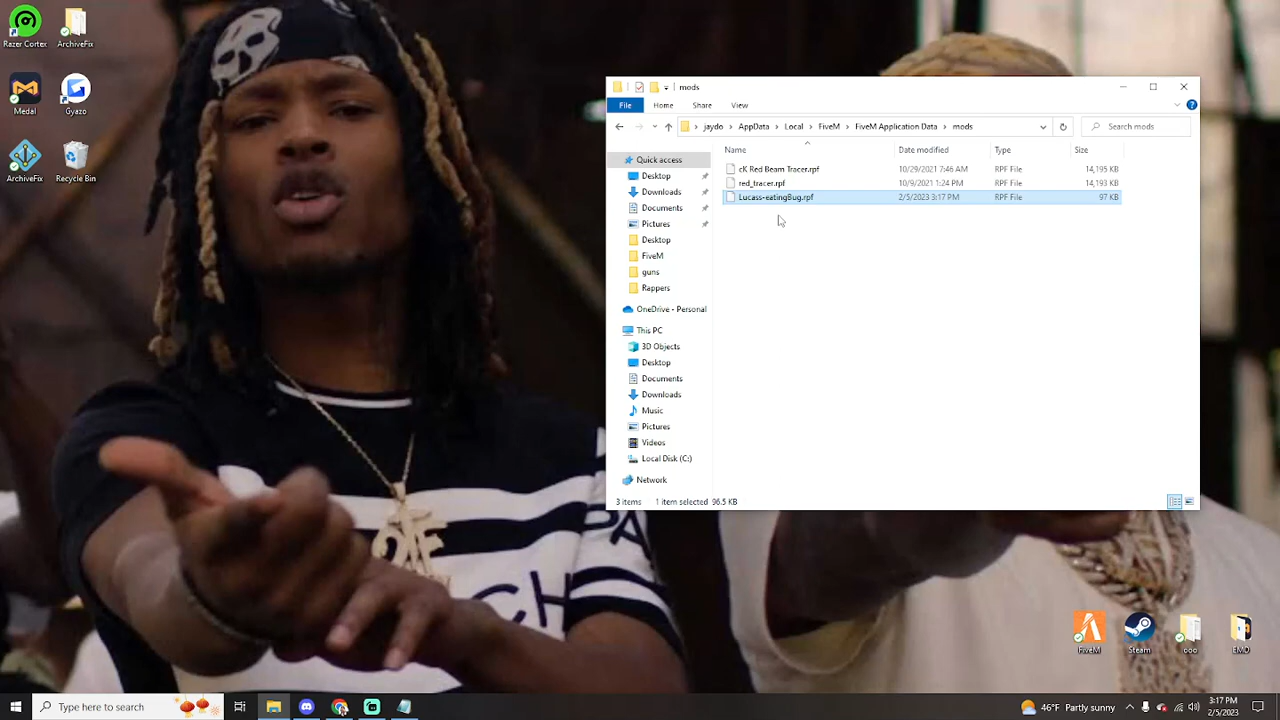 Razer Cortex
ArchiveFix
Medal
Gyazo
ArchiveFix
Recycle Bin
mods
File Home Share View
jaydo AppData Local FiveM FiveM Application Data mods
Search mods
Name Date modified Type Size
cK Red Beam Tracer.rpf 10/29/2021 7:46 AM RPF File 14,195 KB
red_tracer.rpf 10/9/2021 1:24 PM RPF File 14,193 KB
Lucass-eatingBug.rpf 2/5/2023 3:17 PM RPF File 97 KB
Quick access
Desktop
Downloads
Documents
Pictures
Desktop
FiveM
guns
Rappers
OneDrive - Personal
This PC
3D Objects
Desktop
Documents
Downloads
Music
Pictures
Videos
Local Disk (C:)
Network
3 items 1 item selected 96.5 KB
FiveM
Steam
ooo
EMD
Type here to search
46°F Partly sunny
3:17 PM
2/5/2023